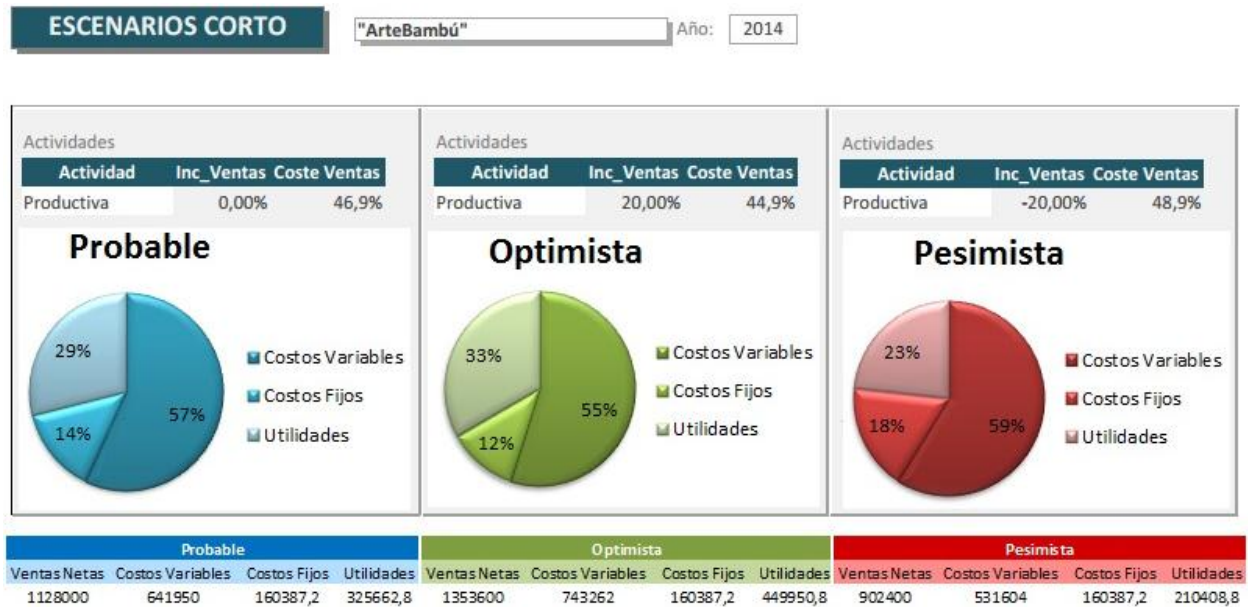 ESCENARIOS CORTO
"ArteBambú"
Año:
2014
Actividades
Actividad Inc_Ventas Coste Ventas
Productiva 0,00% 46,9%
Probable
29%
57%
14%
Costos Variables
Costos Fijos
Utilidades
Actividades
Actividad Inc_Ventas Coste Ventas
Productiva 20,00% 44,9%
Optimista
33%
55%
12%
Costos Variables
Costos Fijos
Utilidades
Actividades
Actividad Inc_Ventas Coste Ventas
Productiva -20,00% 48,9%
Pesimista
23%
18%
59%
Costos Variables
Costos Fijos
Utilidades
Probable Optimista Pesimista
Ventas Netas Costos Variables Costos Fijos Utilidades Ventas Netas Costos Variables Costos Fijos Utilidades Ventas Netas Costos Variables Costos Fijos Utilidades
1128000 641950 160387,2 325662,8 1353600 743262 160387,2 449950,8 902400 531604 160387,2 210408,8